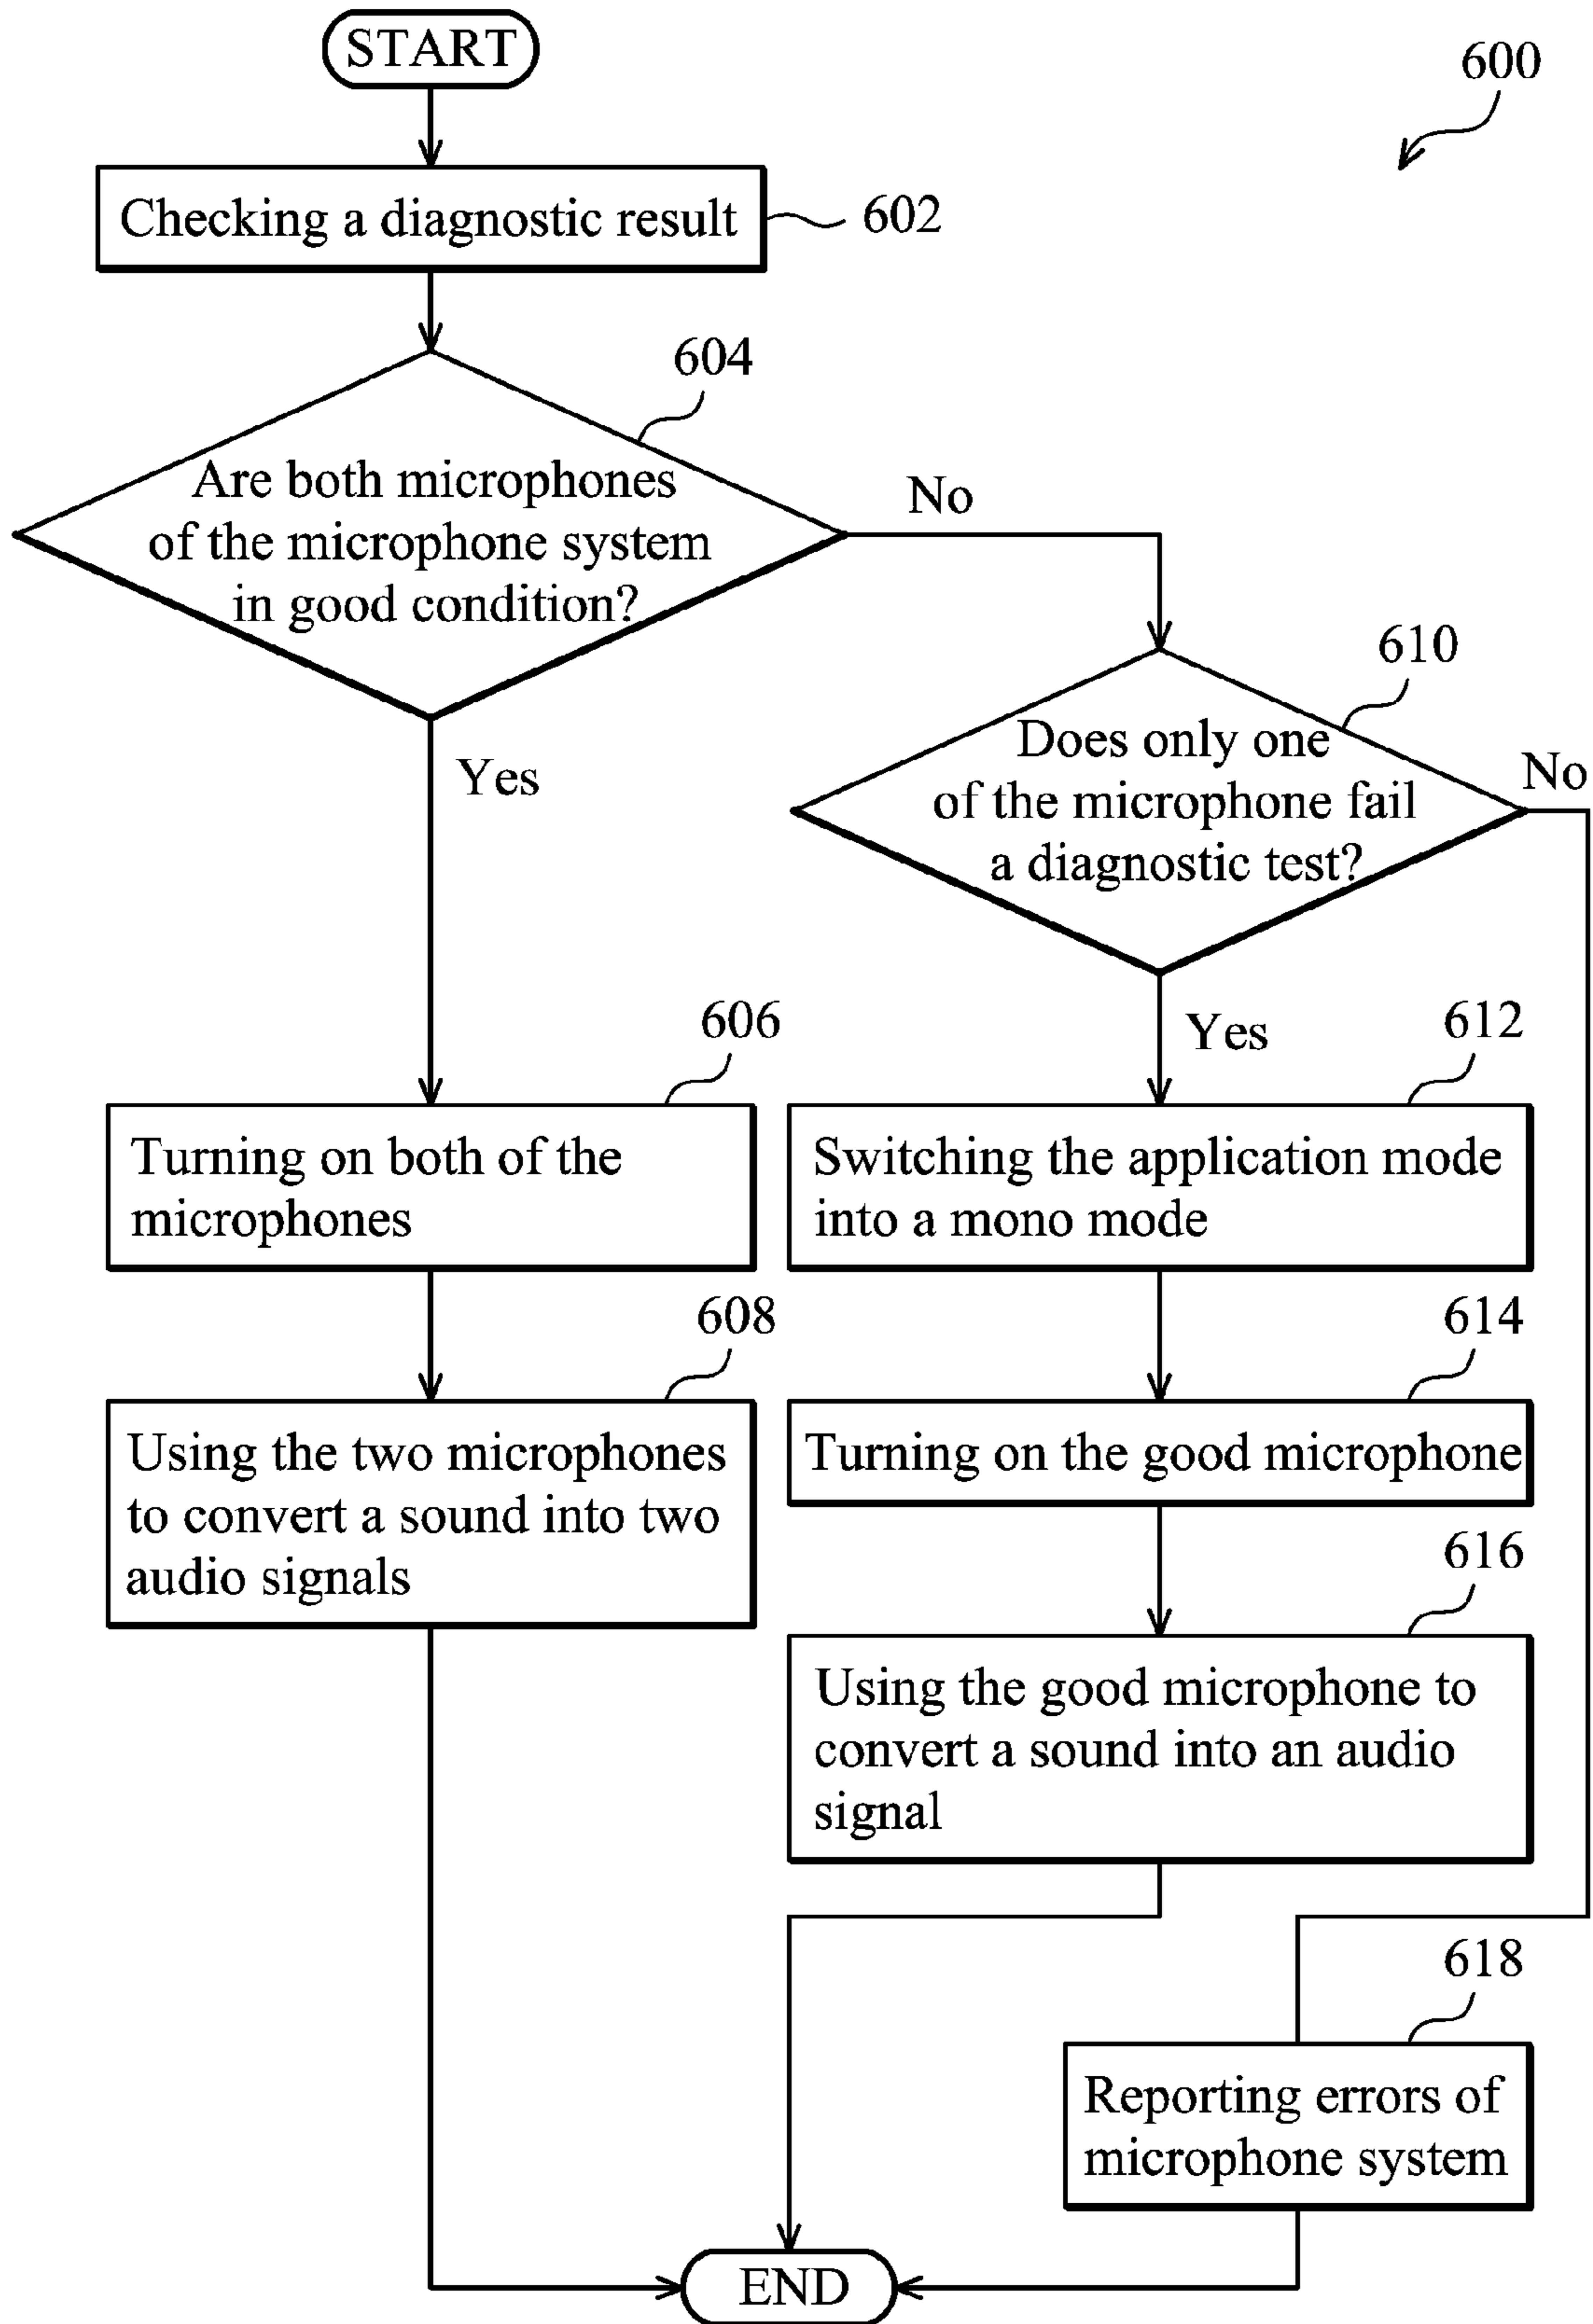 START
600
Checking a diagnostic result
602
604
Are both microphones
of the microphone system
in good condition?
No
Yes
610
Does only one
of the microphone fail
a diagnostic test?
No
Yes
606
Turning on both of the
microphones
612
Switching the application mode
into a mono mode
608
Using the two microphones
to convert a sound into two
audio signals
614
Turning on the good microphone
616
Using the good microphone to
convert a sound into an audio
signal
618
Reporting errors of
microphone system
END